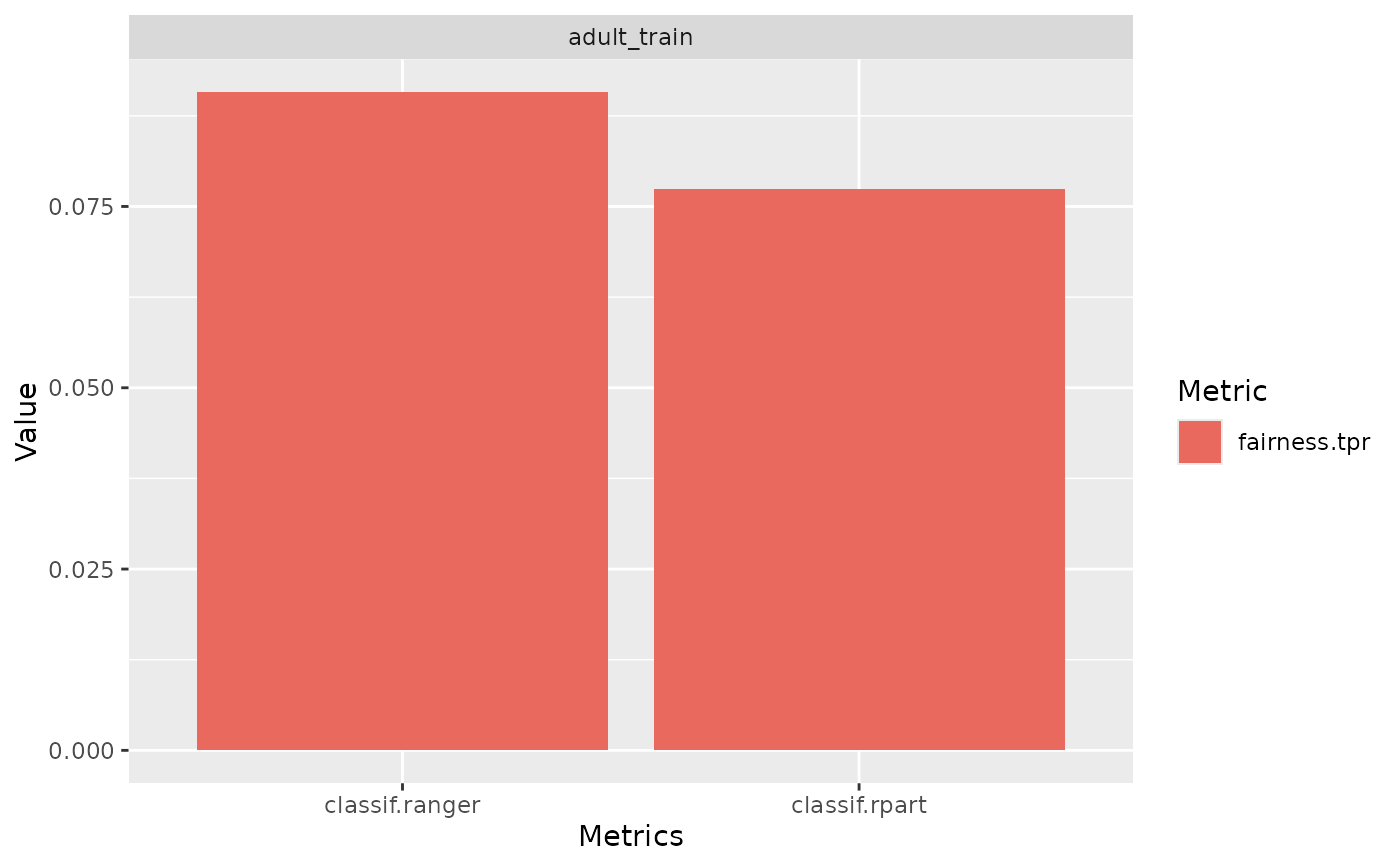 adult_train
0.075
0.050
0.025
0.000
Value
classif.ranger
classif.rpart
Metrics
Metric
fairness.tpr